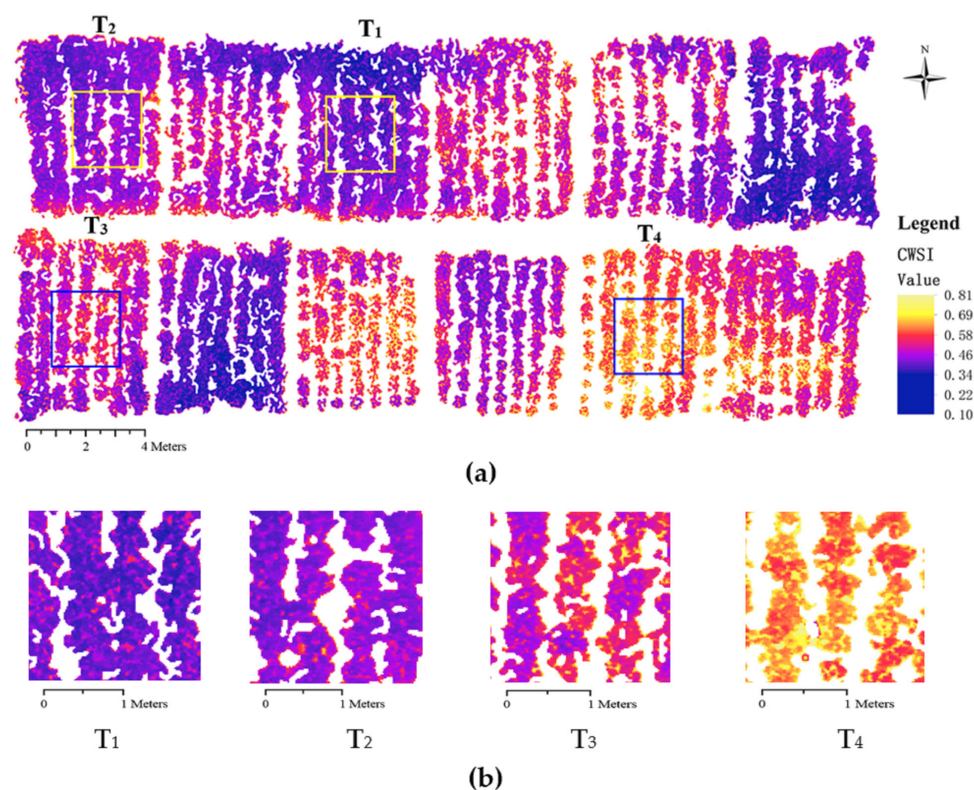 T2
T1
N
T3
T4
Legend
CWSI
Value
0.81
0.69
0.58
0.46
0.34
0.22
0.10
0 2 4 Meters
(a)
0 1 Meters
0 1 Meters
0 1 Meters
0 1 Meters
T1
T2
T3
T4
(b)